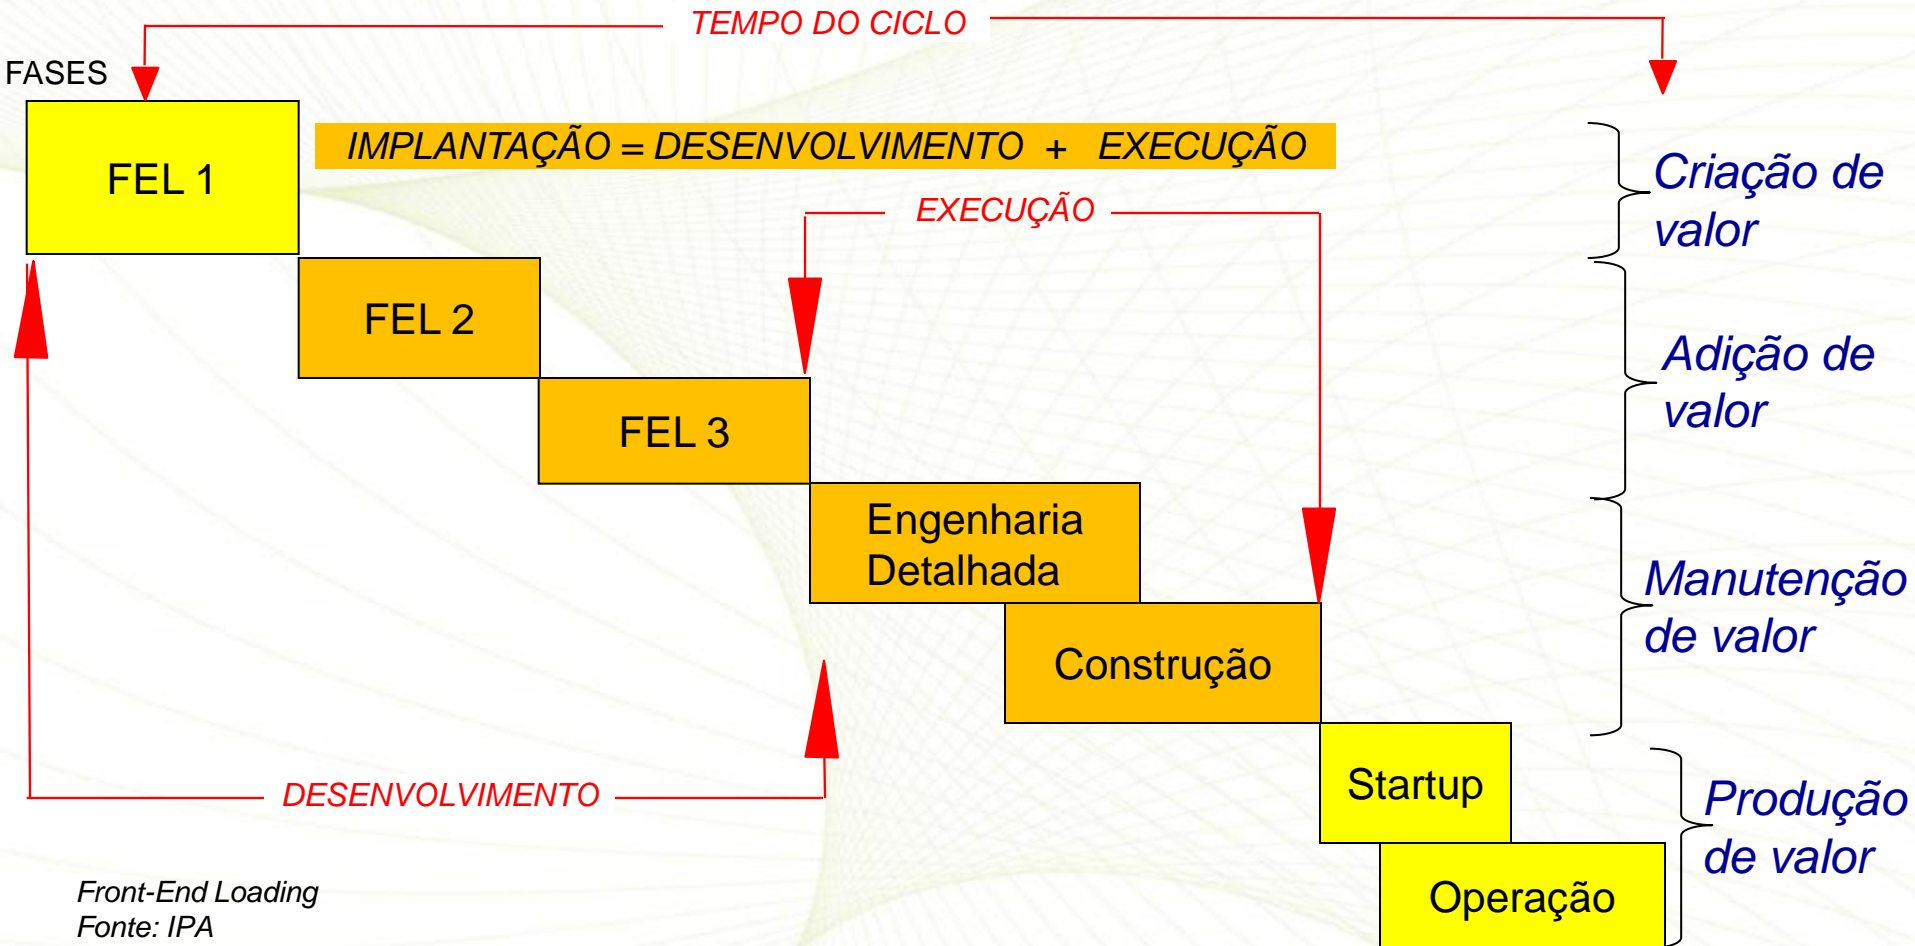 TEMPO DO CICLO
FASES
FEL 1
IMPLANTAÇÃO = DESENVOLVIMENTO + EXECUÇÃO
Criação de
valor
EXECUÇÃO
FEL 2
Adição de
valor
FEL 3
Engenharia
Detalhada
Manutenção
de valor
Construção
Startup
DESENVOLVIMENTO
Produção
de valor
Operação
Front-End Loading
Fonte: IPA